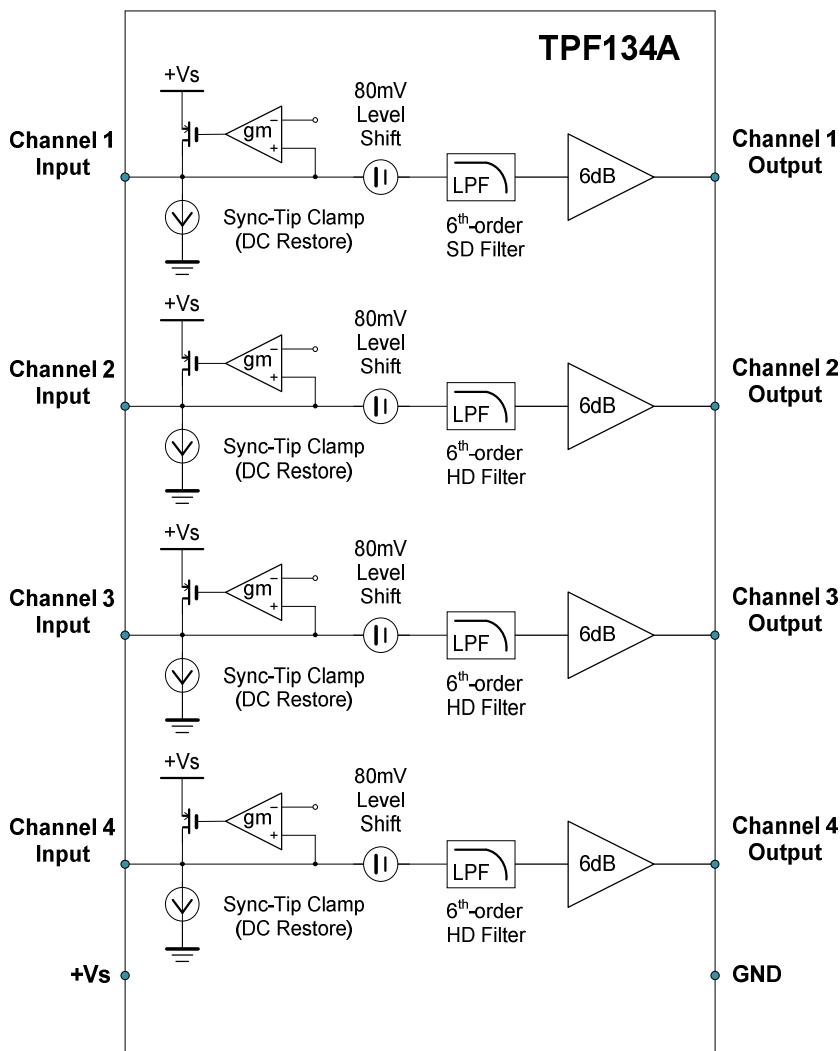 TPF134A
+Vs
80mV
Level
Shift
Channel 1
Input
gm
−
+
LPF
6dB
Channel 1
Output
Sync-Tip Clamp
(DC Restore)
6th-order
SD Filter
+Vs
80mV
Level
Shift
Channel 2
Input
gm
−
+
LPF
6dB
Channel 2
Output
Sync-Tip Clamp
(DC Restore)
6th-order
HD Filter
+Vs
80mV
Level
Shift
Channel 3
Input
gm
−
+
LPF
6dB
Channel 3
Output
Sync-Tip Clamp
(DC Restore)
6th-order
HD Filter
+Vs
80mV
Level
Shift
Channel 4
Input
gm
−
+
LPF
6dB
Channel 4
Output
Sync-Tip Clamp
(DC Restore)
6th-order
HD Filter
+Vs
GND